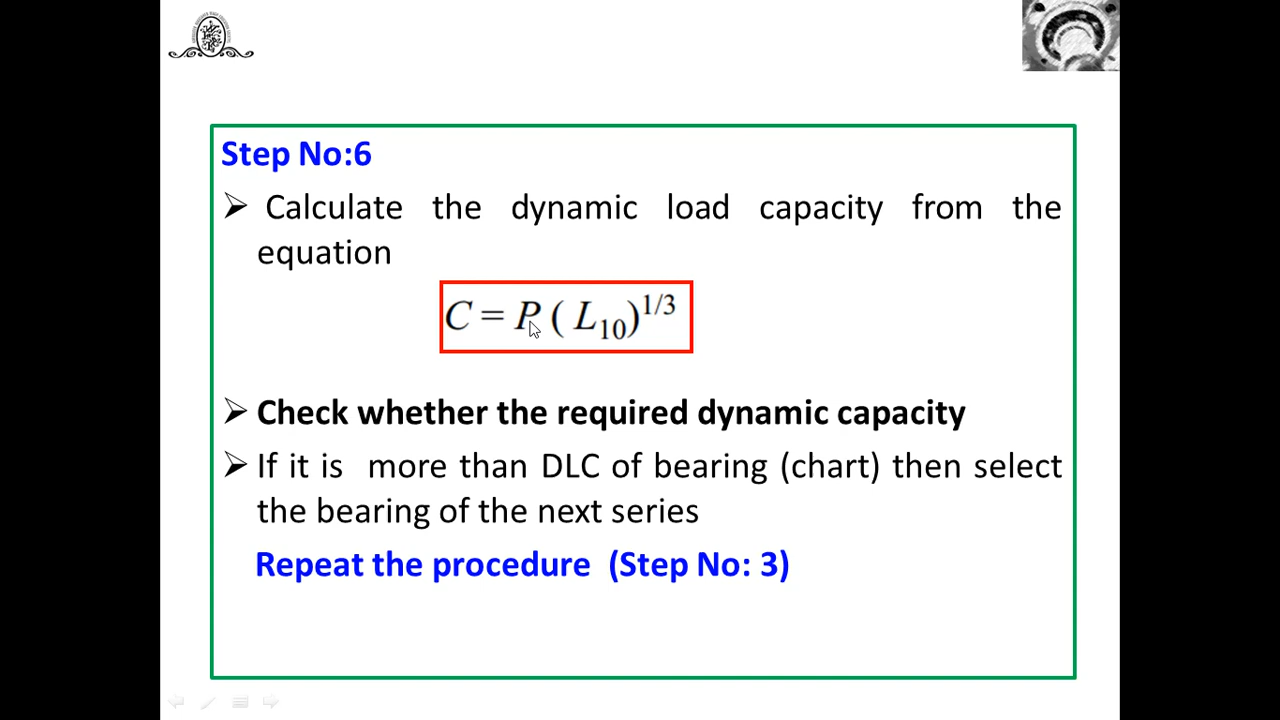 Step No:6
➢ Calculate the dynamic load capacity from the
equation
C = P ( L₁₀)^1/3
➢ Check whether the required dynamic capacity
➢ If it is more than DLC of bearing (chart) then select
the bearing of the next series
Repeat the procedure (Step No: 3)